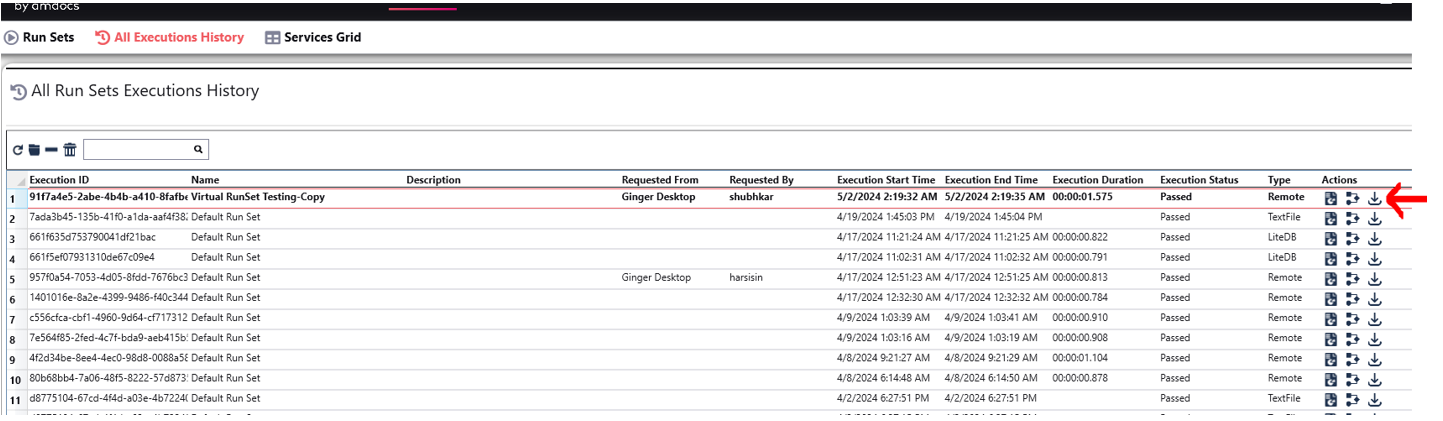 by amdocs
Run Sets All Executions History Services Grid
All Run Sets Executions History
Execution ID Name Description Requested From Requested By Execution Start Time Execution End Time Execution Duration Execution Status Type Actions
1 91f7a4e5-2abe-4b4b-a410-8fafbe Virtual RunSet Testing-Copy Ginger Desktop shubhkar 5/2/2024 2:19:32 AM 5/2/2024 2:19:35 AM 00:00:01.575 Passed Remote
2 7ada3b45-135b-41f0-a1da-aaf4f38 Default Run Set 4/19/2024 1:45:03 PM 4/19/2024 1:45:04 PM Passed TextFile
3 661f635d753790041df21bac Default Run Set 4/17/2024 11:21:24 AM 4/17/2024 11:21:25 AM 00:00:00.822 Passed LiteDB
4 661f5ef07931310de67c09e4 Default Run Set 4/17/2024 11:02:31 AM 4/17/2024 11:02:32 AM 00:00:00.791 Passed LiteDB
5 957f0a54-7053-4d05-8fdd-7676bc3 Default Run Set Ginger Desktop harsisin 4/17/2024 12:51:23 AM 4/17/2024 12:51:25 AM 00:00:00.813 Passed Remote
6 1401016e-8a2e-4399-9486-f40c344 Default Run Set 4/17/2024 12:32:30 AM 4/17/2024 12:32:32 AM 00:00:00.784 Passed Remote
7 c556cfca-cbf1-4960-9d64-cf717312 Default Run Set 4/9/2024 1:03:39 AM 4/9/2024 1:03:41 AM 00:00:00.910 Passed Remote
8 7e564f85-2fed-4c7f-bda9-aeb415b Default Run Set 4/9/2024 1:03:16 AM 4/9/2024 1:03:19 AM 00:00:00.908 Passed Remote
9 4f2d34be-8ee4-4ec0-98d8-0088a58 Default Run Set 4/8/2024 9:21:27 AM 4/8/2024 9:21:29 AM 00:00:01.104 Passed Remote
10 80b68bb4-7a06-48f5-8222-57d873 Default Run Set 4/8/2024 6:14:48 AM 4/8/2024 6:14:50 AM 00:00:00.878 Passed Remote
11 d8775104-67cd-4f4d-a03e-4b7224 Default Run Set 4/2/2024 6:27:51 PM 4/2/2024 6:27:51 PM Passed TextFile